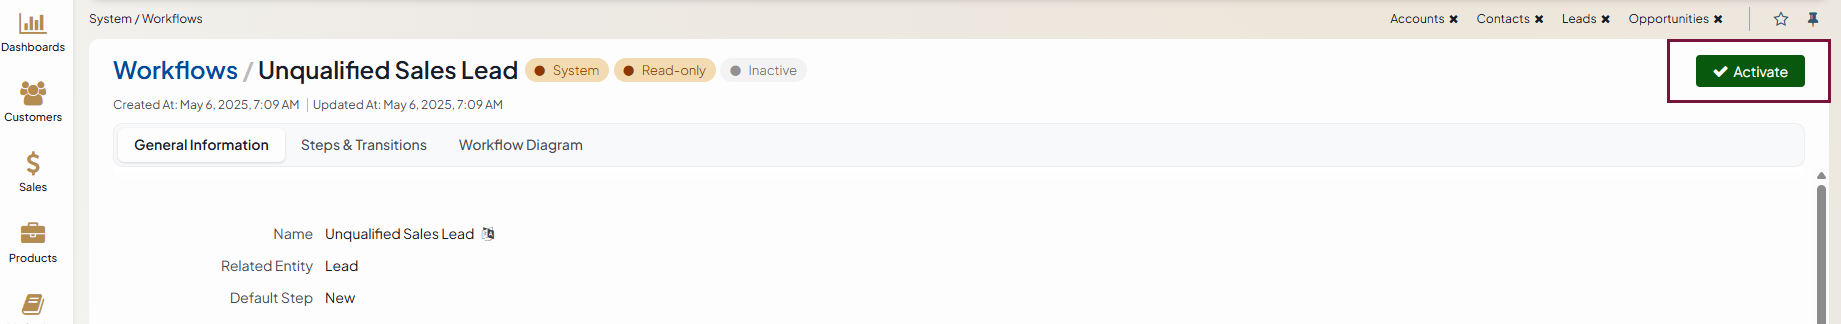 System / Workflows
Accounts ✖ Contacts ✖ Leads ✖ Opportunities ✖
Dashboards
Customers
Sales
Products
Workflows / Unqualified Sales Lead System Read-only Inactive
Activate
Created At: May 6, 2025, 7:09 AM | Updated At: May 6, 2025, 7:09 AM
General Information Steps & Transitions Workflow Diagram
Name Unqualified Sales Lead
Related Entity Lead
Default Step New